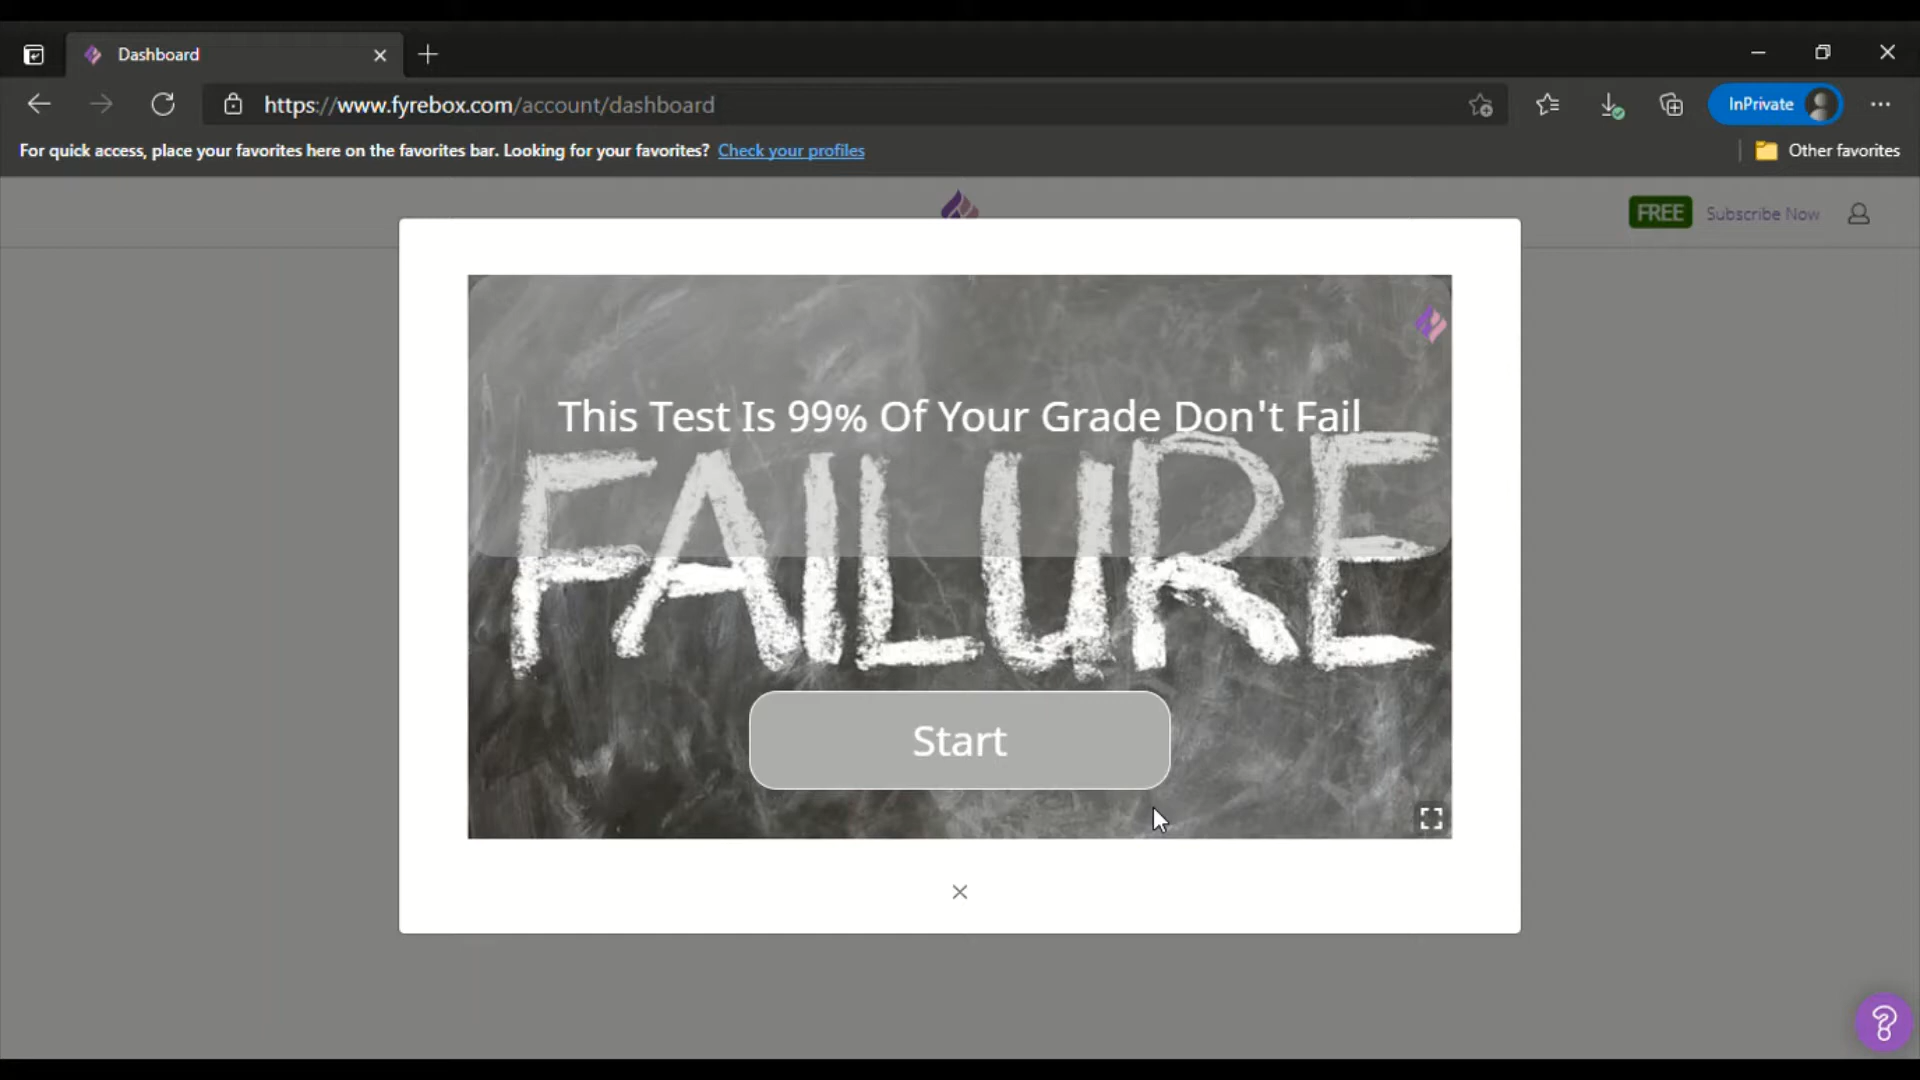 Dashboard
https://www.fyrebox.com/account/dashboard
InPrivate
For quick access, place your favorites here on the favorites bar. Looking for your favorites? Check your profiles
Other favorites
FREE Subscribe Now
This Test Is 99% Of Your Grade Don't Fail
FAILURE
Start